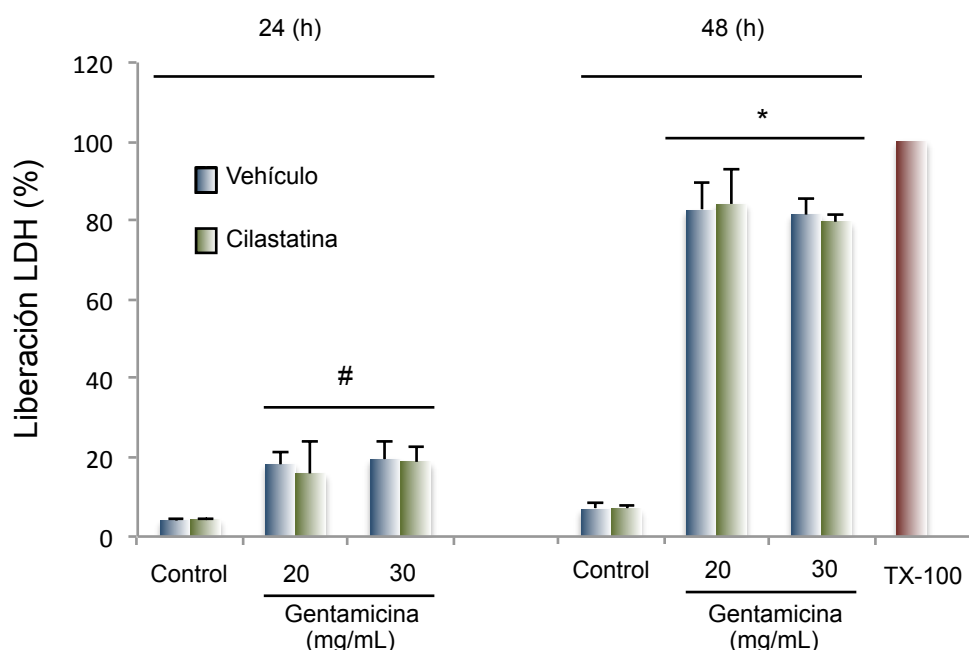 24 (h)
48 (h)
Liberación LDH (%)
120
100
80
60
40
20
0
Vehículo
Cilastatina
#
*
Control
20
30
Gentamicina
(mg/mL)
Control
20
30
Gentamicina
(mg/mL)
TX-100